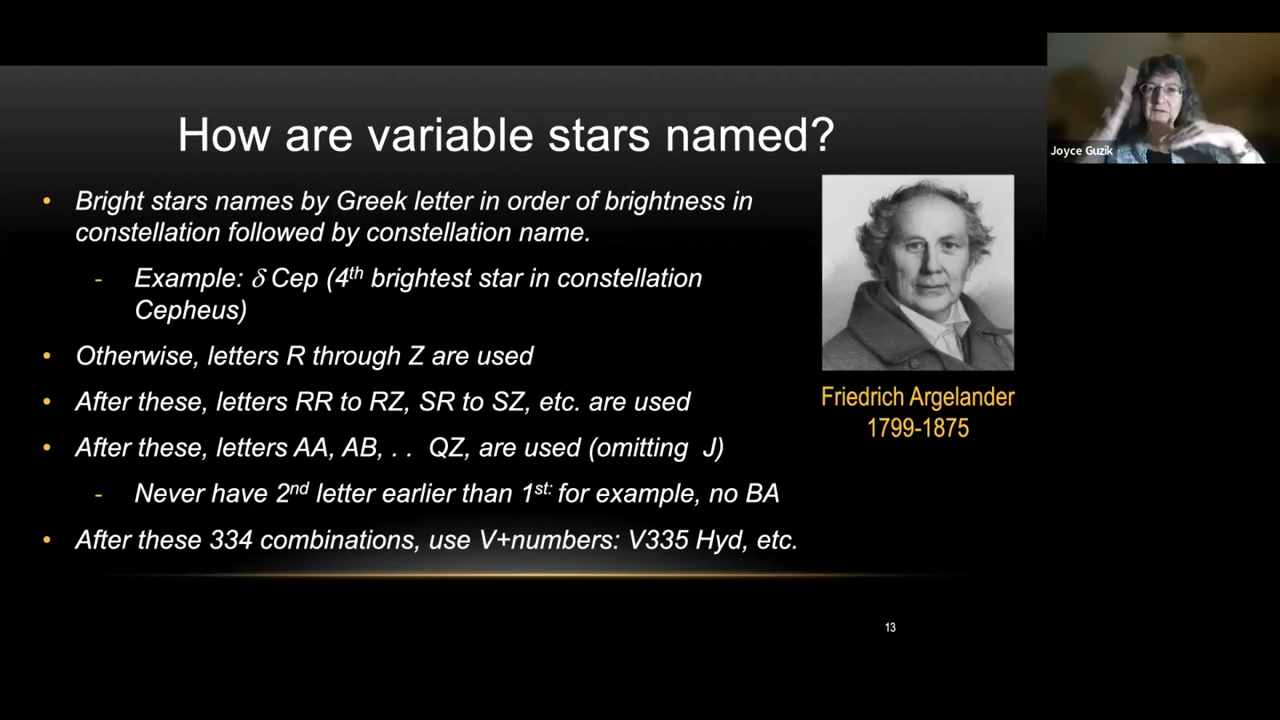 How are variable stars named?
• Bright stars names by Greek letter in order of brightness in
constellation followed by constellation name.
- Example: δ Cep (4th brightest star in constellation
Cepheus)
• Otherwise, letters R through Z are used
• After these, letters RR to RZ, SR to SZ, etc. are used
• After these, letters AA, AB, . . QZ, are used (omitting J)
- Never have 2nd letter earlier than 1st: for example, no BA
• After these 334 combinations, use V+numbers: V335 Hyd, etc.
Friedrich Argelander
1799-1875
13
Joyce Guzik